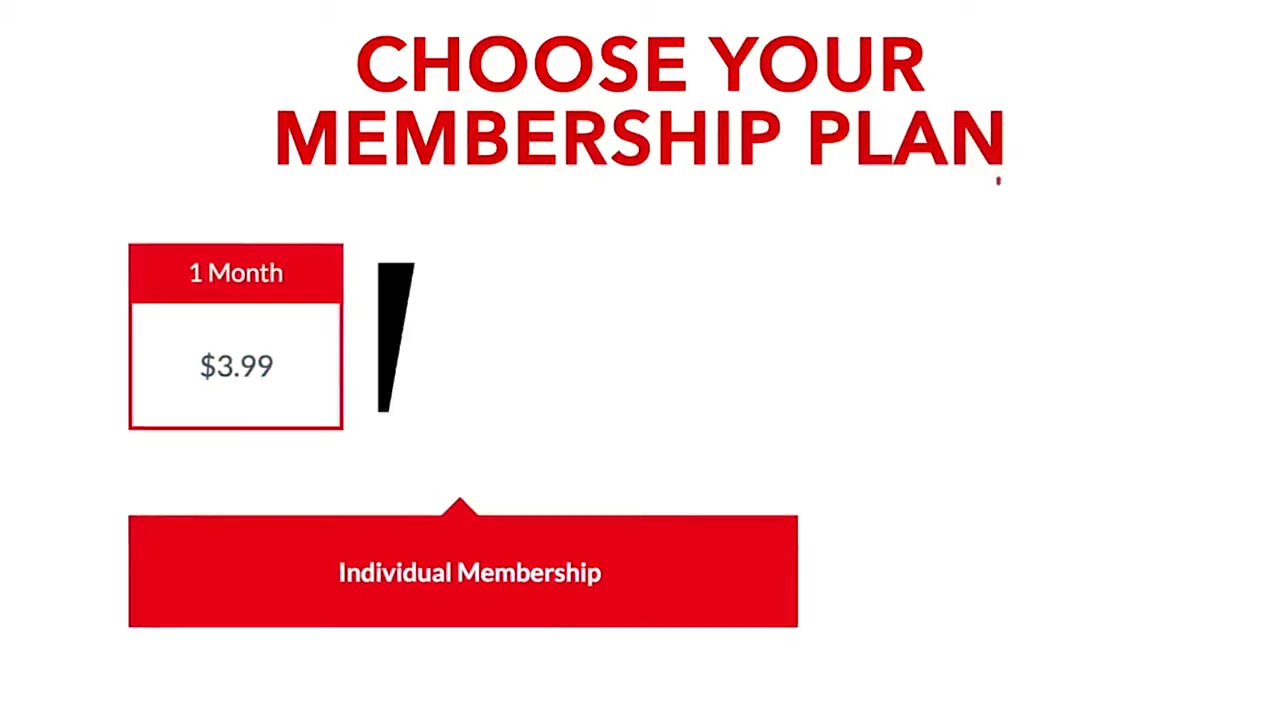 CHOOSE YOUR
MEMBERSHIP PLAN
1 Month
$3.99
Individual Membership